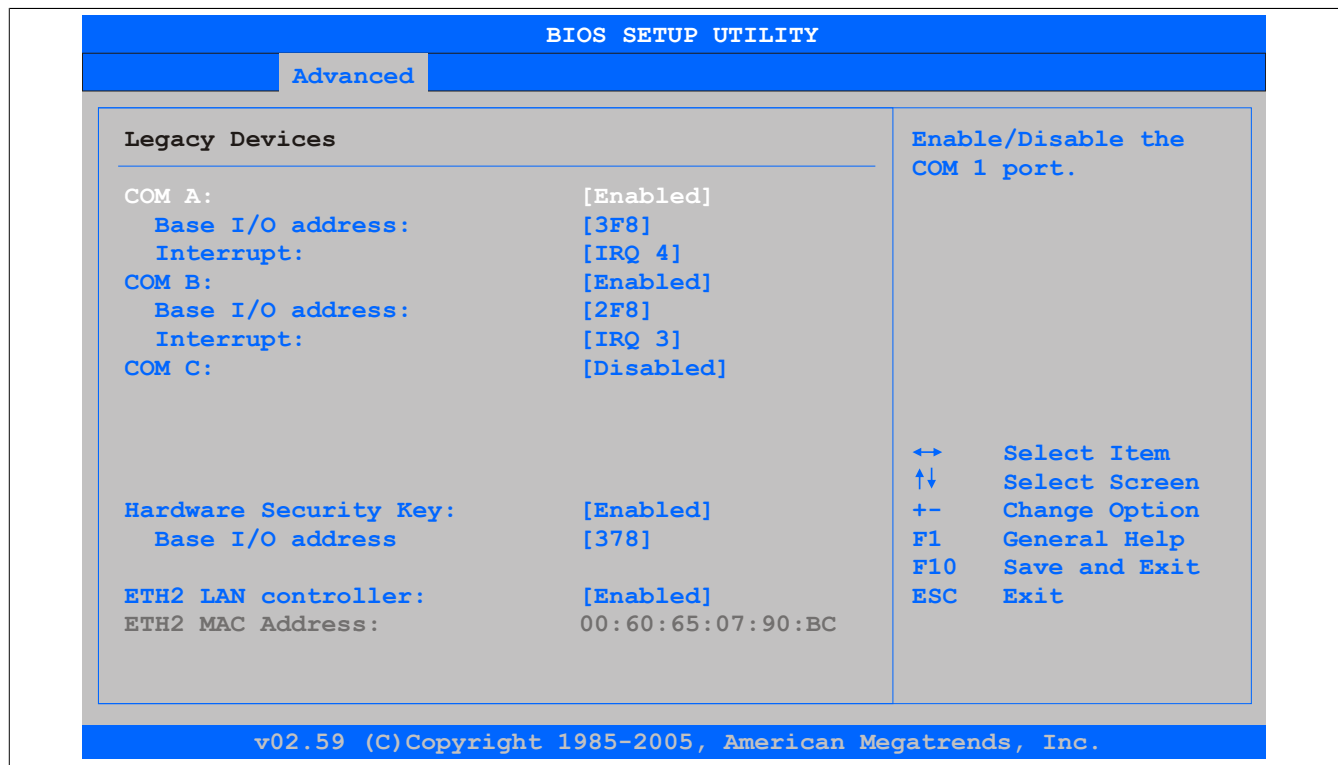 BIOS SETUP UTILITY
Advanced
Legacy Devices
COM A: [Enabled]
Base I/O address: [3F8]
Interrupt: [IRQ 4]
COM B: [Enabled]
Base I/O address: [2F8]
Interrupt: [IRQ 3]
COM C: [Disabled]
Hardware Security Key: [Enabled]
Base I/O address [378]
ETH2 LAN controller: [Enabled]
ETH2 MAC Address: 00:60:65:07:90:BC
Enable/Disable the
COM 1 port.
↔ Select Item
↑↓ Select Screen
+- Change Option
F1 General Help
F10 Save and Exit
ESC Exit
v02.59 (C)Copyright 1985-2005, American Megatrends, Inc.